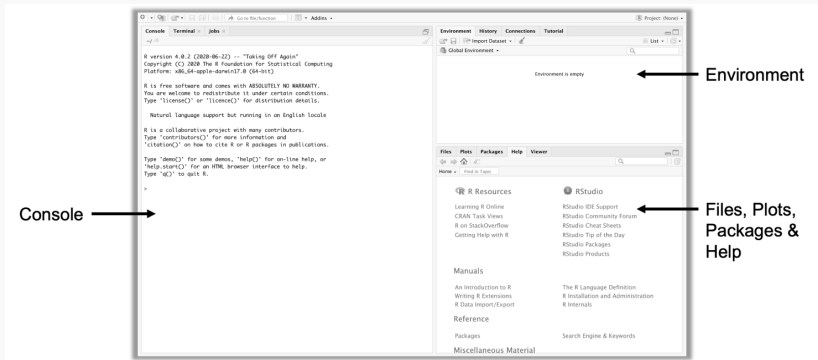 Go to file/function
Addins
Project: (None)
Console Terminal Jobs
~/
R version 4.0.2 (2020-06-22) -- "Taking Off Again"
Copyright (C) 2020 The R Foundation for Statistical Computing
Platform: x86_64-apple-darwin17.0 (64-bit)
R is free software and comes with ABSOLUTELY NO WARRANTY.
You are welcome to redistribute it under certain conditions.
Type 'license()' or 'licence()' for distribution details.
Natural language support but running in an English locale
R is a collaborative project with many contributors.
Type 'contributors()' for more information and
'citation()' on how to cite R or R packages in publications.
Type 'demo()' for some demos, 'help()' for on-line help, or
'help.start()' for an HTML browser interface to help.
Type 'q()' to quit R.
>
Console
Environment History Connections Tutorial
Import Dataset List
Global Environment
Environment is empty
Environment
Files Plots Packages Help Viewer
Home Find in Topic
R Resources
Learning R Online
CRAN Task Views
R on StackOverflow
Getting Help with R
RStudio
RStudio IDE Support
RStudio Community Forum
RStudio Cheat Sheets
RStudio Tip of the Day
RStudio Packages
RStudio Products
Manuals
An Introduction to R
Writing R Extensions
R Data Import/Export
The R Language Definition
R Installation and Administration
R Internals
Reference
Packages
Search Engine & Keywords
Miscellaneous Material
Files, Plots,
Packages &
Help